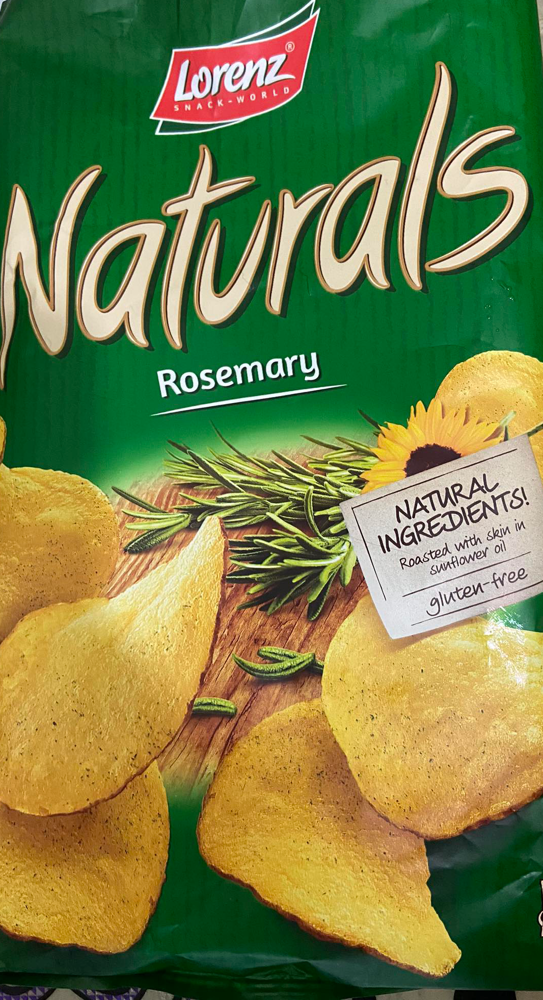 Lorenz®
SNACK-WORLD
Naturals
Rosemary
NATURAL
INGREDIENTS!
Roasted with skin in
sunflower oil
gluten-free